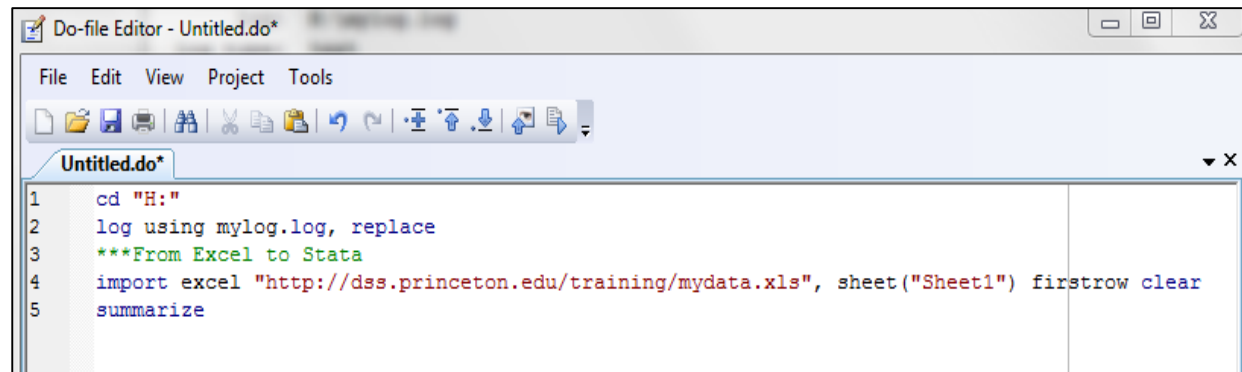 Do-file Editor - Untitled.do*
File Edit View Project Tools
Untitled.do*
1 cd "H:"
2 log using mylog.log, replace
3 ***From Excel to Stata
4 import excel "http://dss.princeton.edu/training/mydata.xls", sheet("Sheet1") firstrow clear
5 summarize